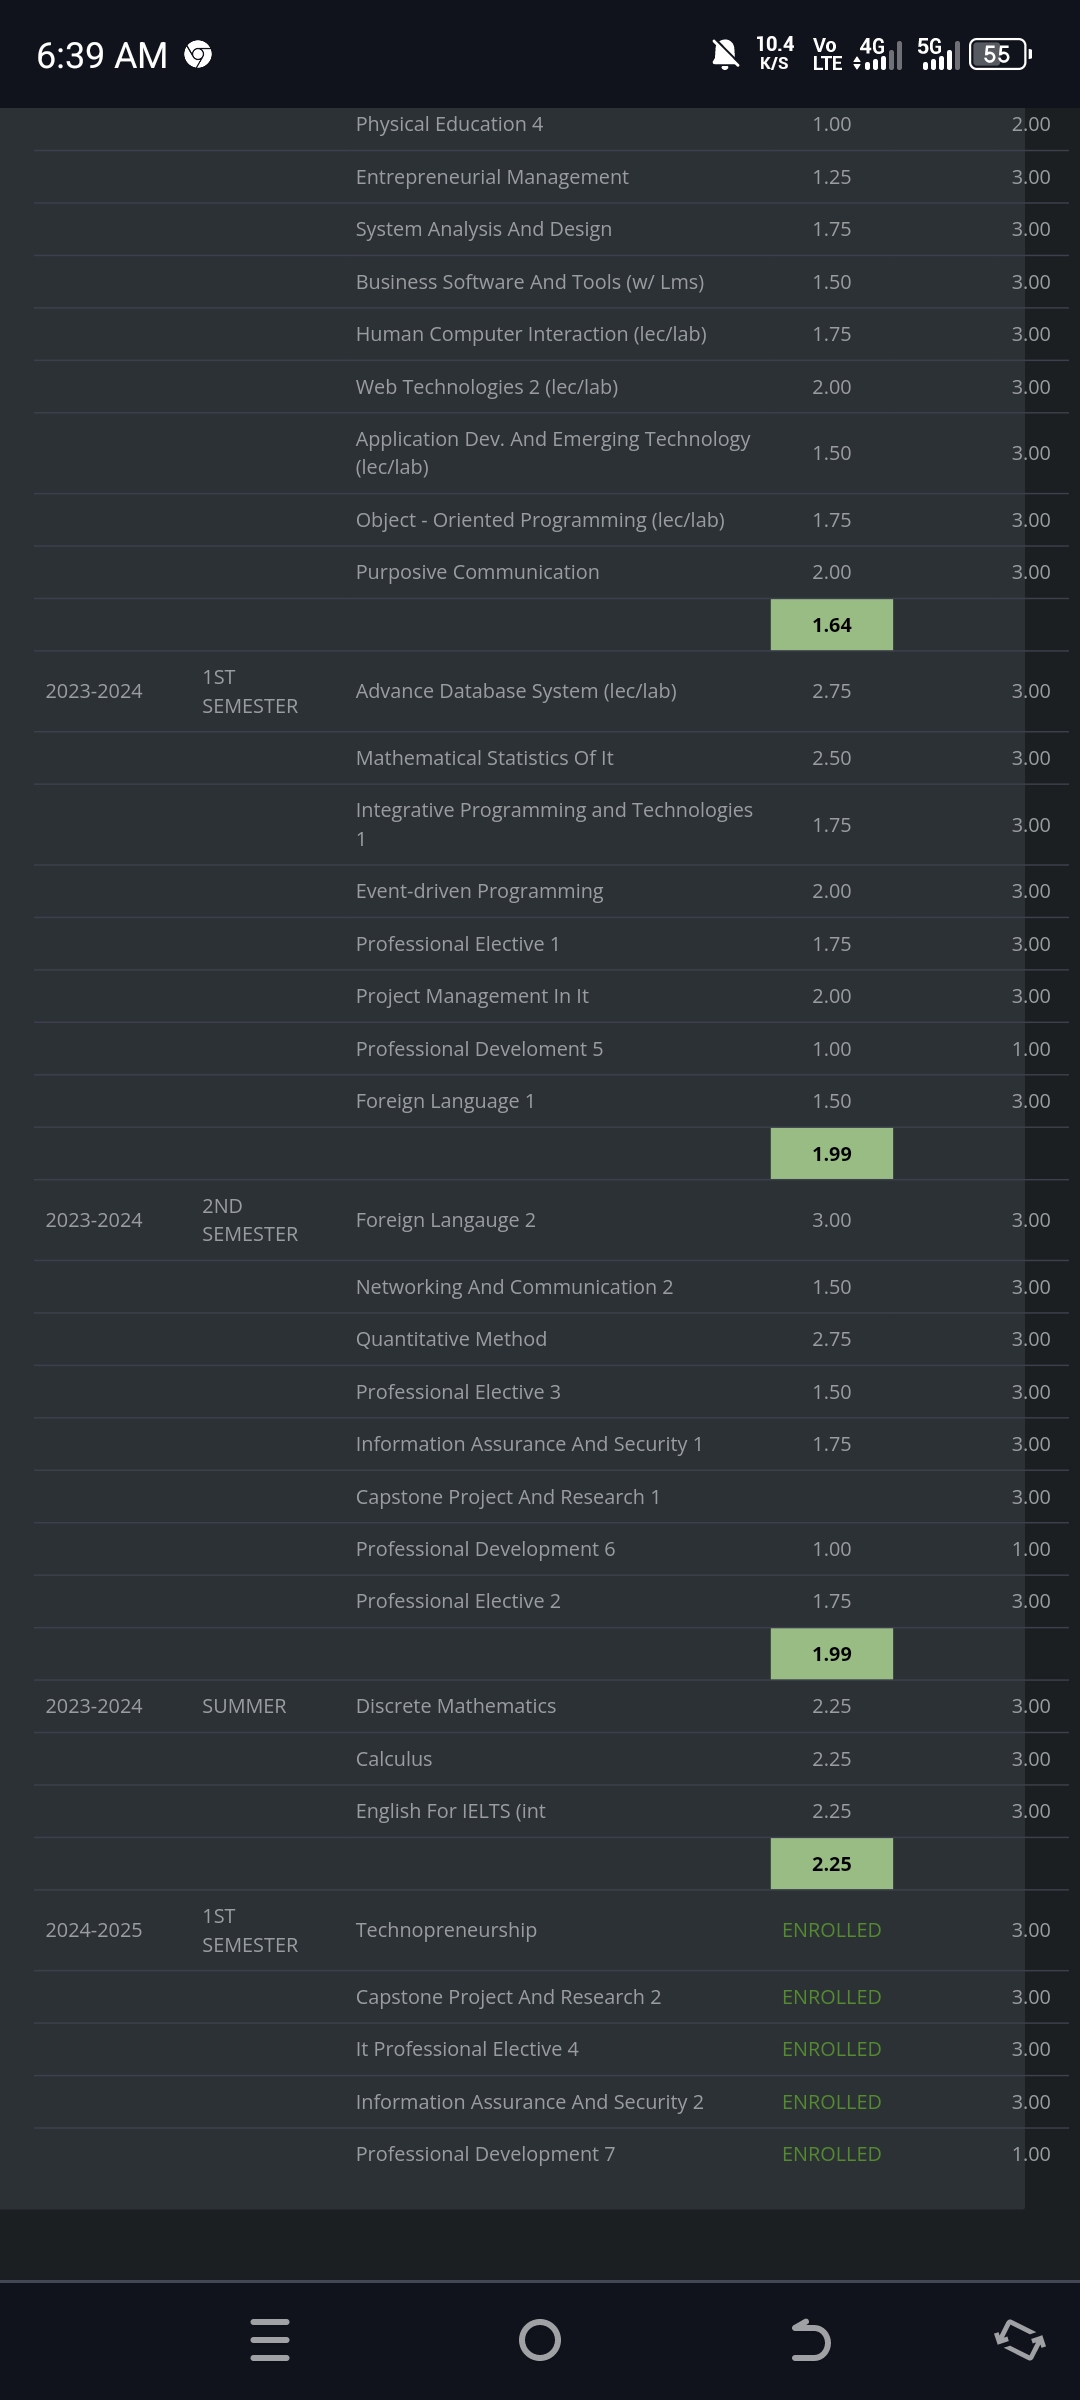 6:39 AM 10.4 K/S Vo LTE 4G 5G 55
Physical Education 4 1.00 2.00
Entrepreneurial Management 1.25 3.00
System Analysis And Design 1.75 3.00
Business Software And Tools (w/ Lms) 1.50 3.00
Human Computer Interaction (lec/lab) 1.75 3.00
Web Technologies 2 (lec/lab) 2.00 3.00
Application Dev. And Emerging Technology
(lec/lab) 1.50 3.00
Object - Oriented Programming (lec/lab) 1.75 3.00
Purposive Communication 2.00 3.00
1.64
2023-2024 1ST SEMESTER Advance Database System (lec/lab) 2.75 3.00
Mathematical Statistics Of It 2.50 3.00
Integrative Programming and Technologies
1 1.75 3.00
Event-driven Programming 2.00 3.00
Professional Elective 1 1.75 3.00
Project Management In It 2.00 3.00
Professional Develoment 5 1.00 1.00
Foreign Language 1 1.50 3.00
1.99
2023-2024 2ND SEMESTER Foreign Langauge 2 3.00 3.00
Networking And Communication 2 1.50 3.00
Quantitative Method 2.75 3.00
Professional Elective 3 1.50 3.00
Information Assurance And Security 1 1.75 3.00
Capstone Project And Research 1 3.00
Professional Development 6 1.00 1.00
Professional Elective 2 1.75 3.00
1.99
2023-2024 SUMMER Discrete Mathematics 2.25 3.00
Calculus 2.25 3.00
English For IELTS (int 2.25 3.00
2.25
2024-2025 1ST SEMESTER Technopreneurship ENROLLED 3.00
Capstone Project And Research 2 ENROLLED 3.00
It Professional Elective 4 ENROLLED 3.00
Information Assurance And Security 2 ENROLLED 3.00
Professional Development 7 ENROLLED 1.00